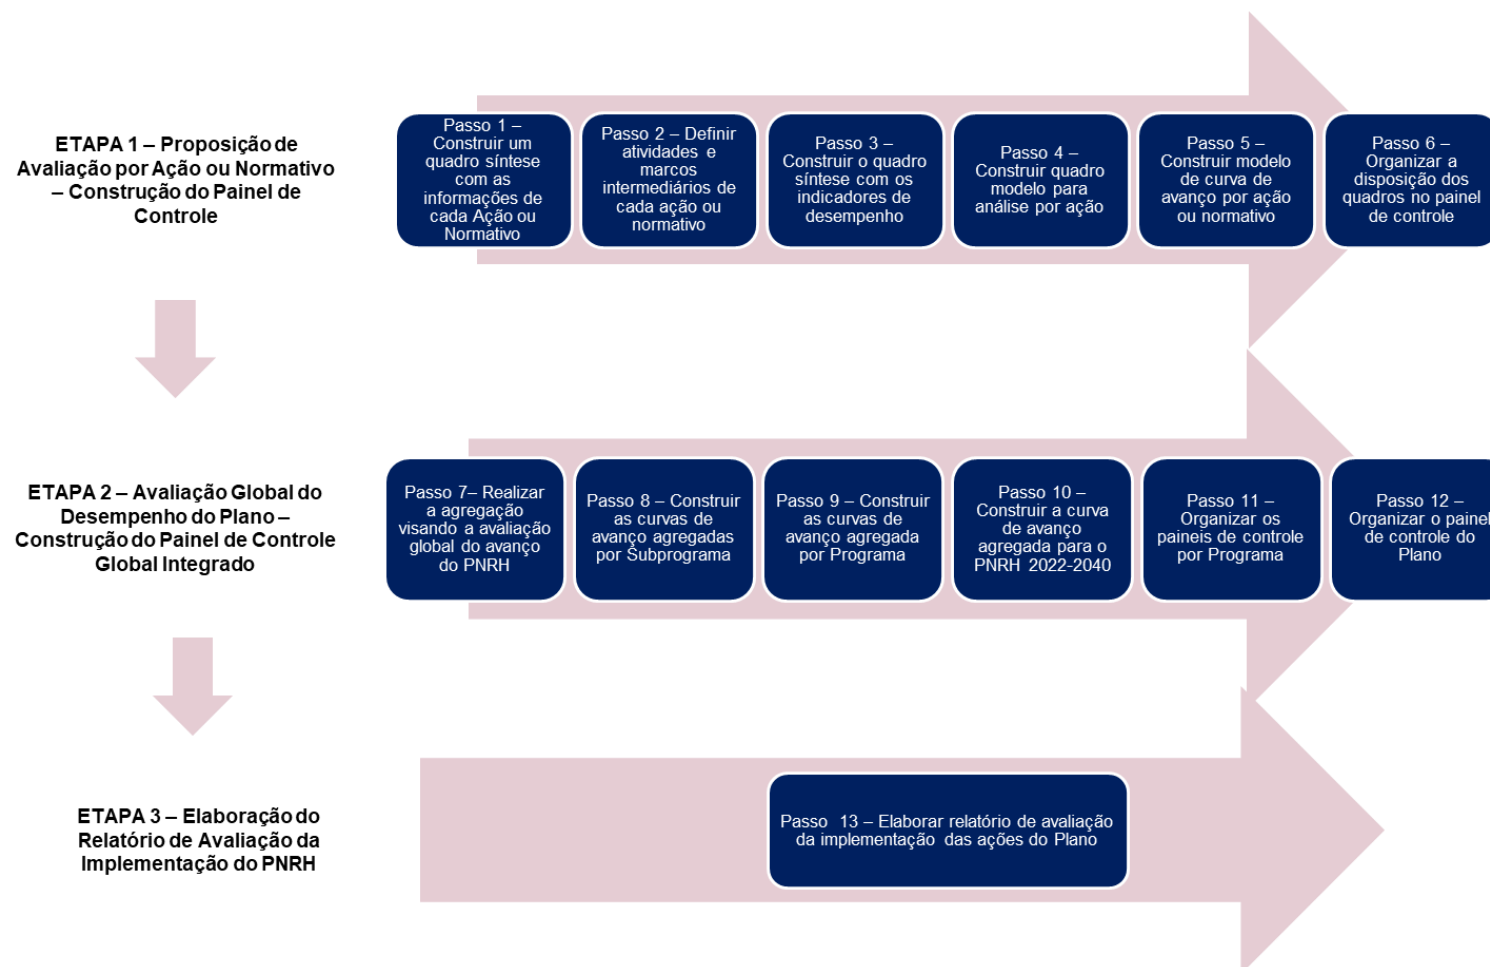 ETAPA 1 – Proposição de
Avaliação por Ação ou Normativo
– Construção do Painel de
Controle
Passo 1 –
Construir um
quadro síntese
com as
informações de
cada Ação ou
Normativo
Passo 2 – Definir
atividades e
marcos
intermediários de
cada ação ou
normativo
Passo 3 –
Construir o quadro
síntese com os
indicadores de
desempenho
Passo 4 –
Construir quadro
modelo para
análise por ação
Passo 5 –
Construir modelo
de curva de
avanço por ação
ou normativo
Passo 6 –
Organizar a
disposição dos
quadros no painel
de controle
ETAPA 2 – Avaliação Global do
Desempenho do Plano –
Construção do Painel de Controle
Global Integrado
Passo 7– Realizar
a agregação
visando a avaliação
global do avanço
do PNRH
Passo 8 – Construir
as curvas de
avanço agregadas
por Subprograma
Passo 9 – Construir
as curvas de
avanço agregada
por Programa
Passo 10 –
Construir a curva
de avanço
agregada para o
PNRH 2022-2040
Passo 11 –
Organizar os
paineis de controle
por Programa
Passo 12 –
Organizar o painel
de controle do
Plano
ETAPA 3 – Elaboração do
Relatório de Avaliação da
Implementação do PNRH
Passo 13 – Elaborar relatório de avaliação
da implementação das ações do Plano